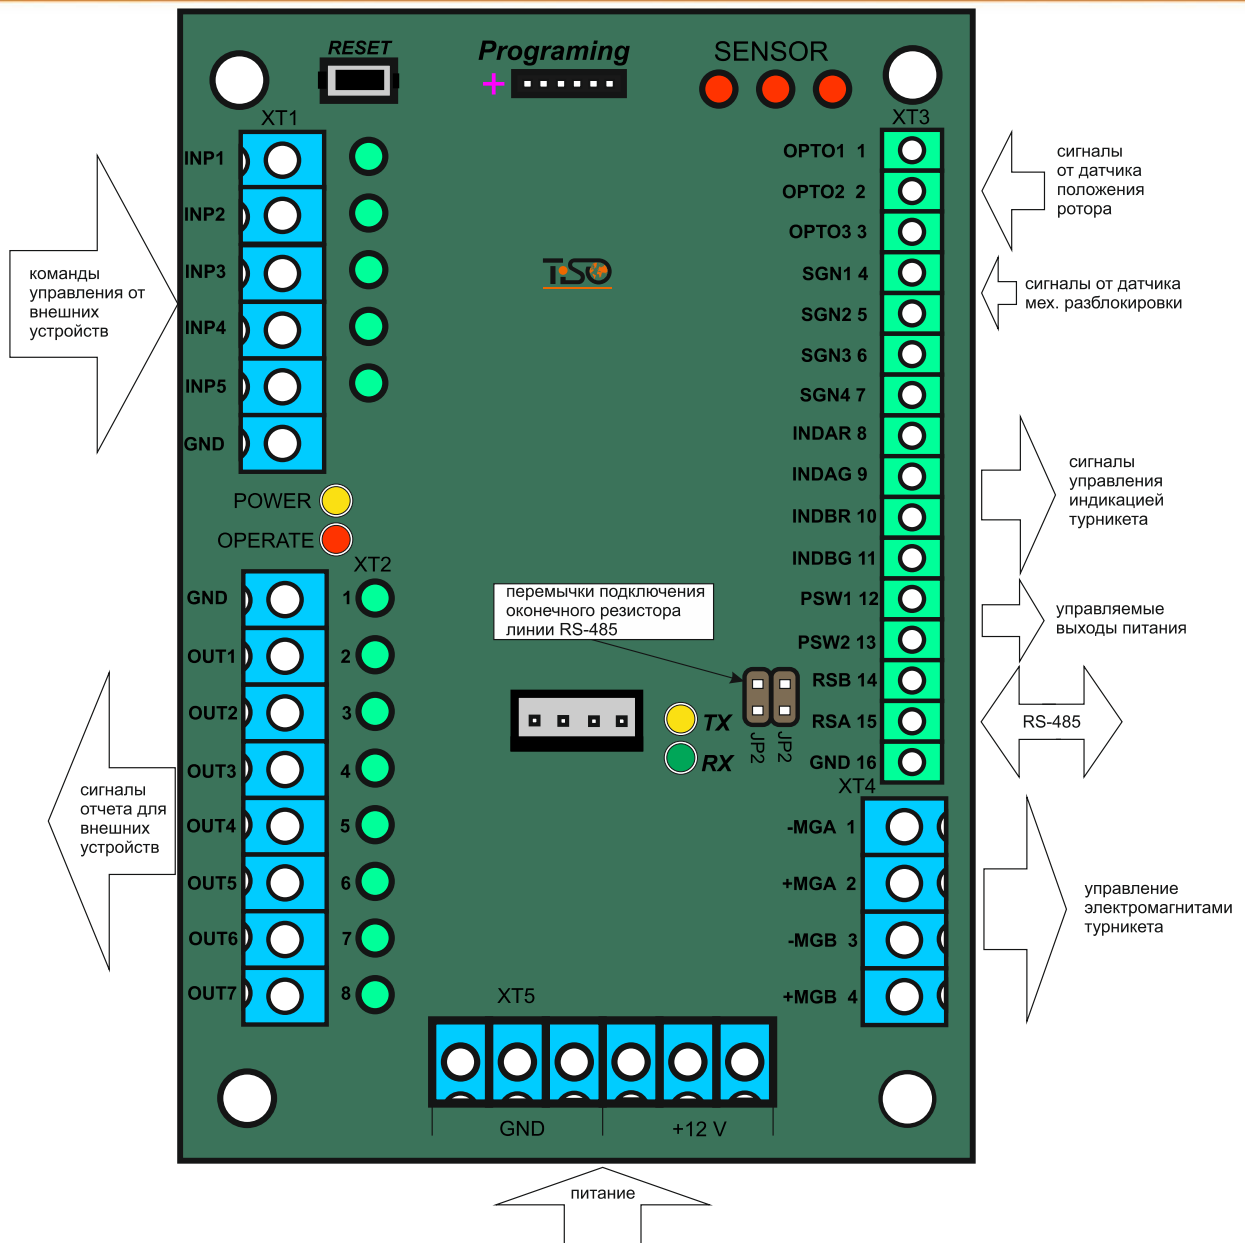 RESET
Programing
+
SENSOR
XT1
INP1
INP2
INP3
INP4
INP5
GND
команды
управления от
внешних
устройств
POWER
OPERATE
XT2
GND 1
OUT1 2
OUT2 3
OUT3 4
OUT4 5
OUT5 6
OUT6 7
OUT7 8
сигналы
отчета для
внешних
устройств
TiSO
перемычки подключения
оконечного резистора
линии RS-485
TX
RX
JP2
JP2
XT3
OPTO1 1
OPTO2 2
OPTO3 3
SGN1 4
SGN2 5
SGN3 6
SGN4 7
INDAR 8
INDAG 9
INDBR 10
INDBG 11
PSW1 12
PSW2 13
RSB 14
RSA 15
GND 16
сигналы
от датчика
положения
ротора
сигналы от датчика
мех. разблокировки
сигналы
управления
индикацией
турникета
управляемые
выходы питания
RS-485
XT4
-MGA 1
+MGA 2
-MGB 3
+MGB 4
управление
электромагнитами
турникета
XT5
GND
+12 V
питание